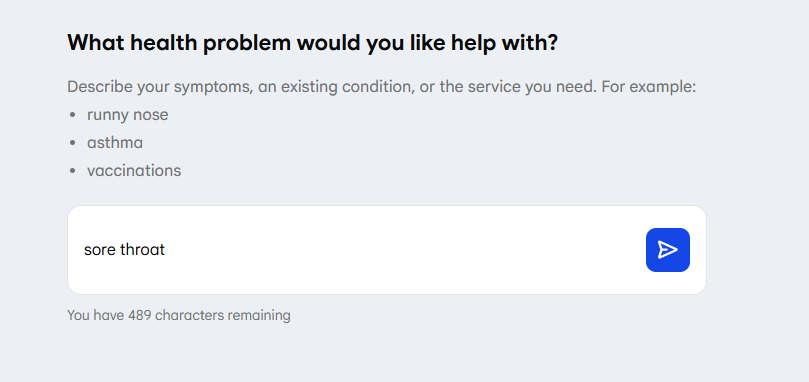 What health problem would you like help with?
Describe your symptoms, an existing condition, or the service you need. For example:
• runny nose
• asthma
• vaccinations
sore throat
You have 489 characters remaining